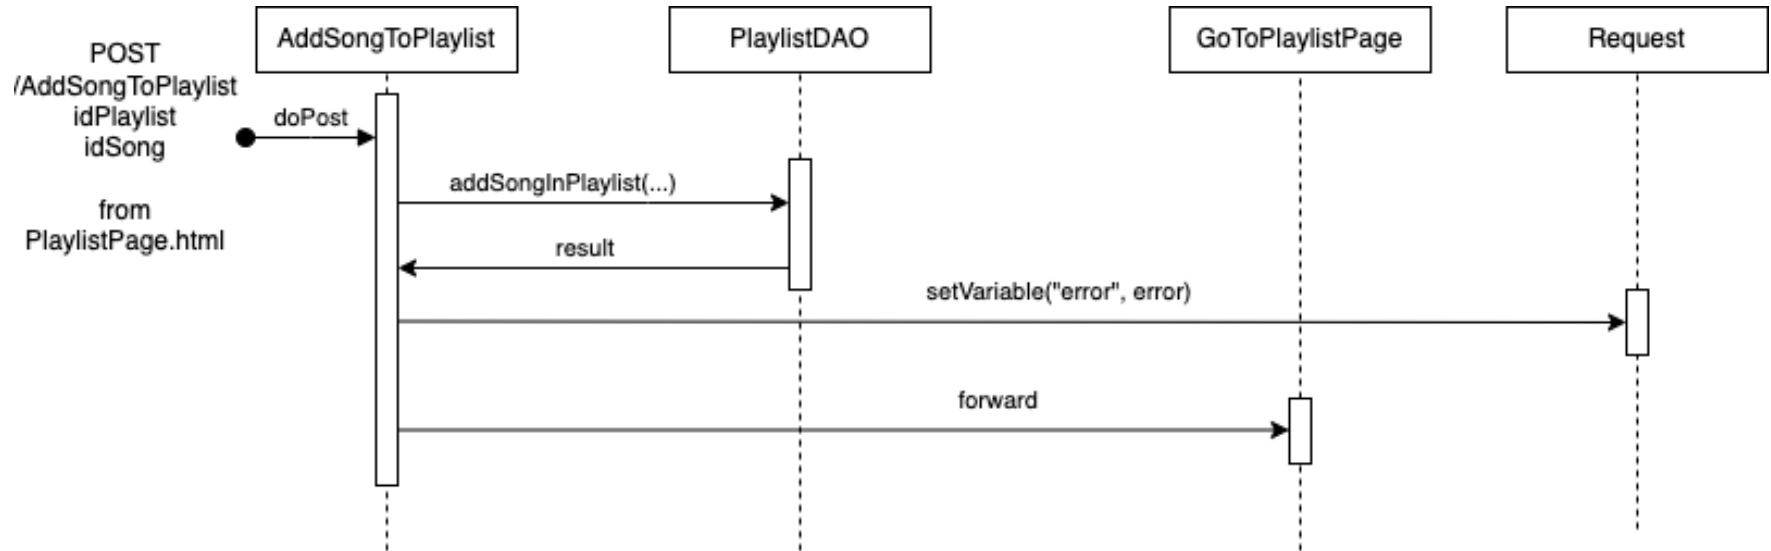 AddSongToPlaylist
PlaylistDAO
GoToPlaylistPage
Request
POST
/AddSongToPlaylist
idPlaylist
idSong
from
PlaylistPage.html
doPost
addSongInPlaylist(...)
result
setVariable("error", error)
forward